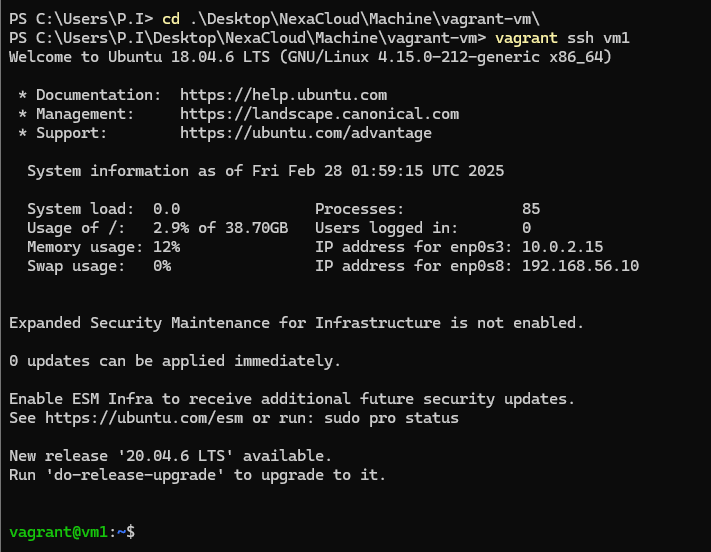 PS C:\Users\P.I> cd .\Desktop\NexaCloud\Machine\vagrant-vm\
PS C:\Users\P.I\Desktop\NexaCloud\Machine\vagrant-vm> vagrant ssh vm1
Welcome to Ubuntu 18.04.6 LTS (GNU/Linux 4.15.0-212-generic x86_64)

 * Documentation:  https://help.ubuntu.com
 * Management:     https://landscape.canonical.com
 * Support:        https://ubuntu.com/advantage

  System information as of Fri Feb 28 01:59:15 UTC 2025

  System load:  0.0               Processes:             85
  Usage of /:   2.9% of 38.70GB   Users logged in:       0
  Memory usage: 12%               IP address for enp0s3: 10.0.2.15
  Swap usage:   0%                IP address for enp0s8: 192.168.56.10

Expanded Security Maintenance for Infrastructure is not enabled.

0 updates can be applied immediately.

Enable ESM Infra to receive additional future security updates.
See https://ubuntu.com/esm or run: sudo pro status

New release '20.04.6 LTS' available.
Run 'do-release-upgrade' to upgrade to it.

vagrant@vm1:~$